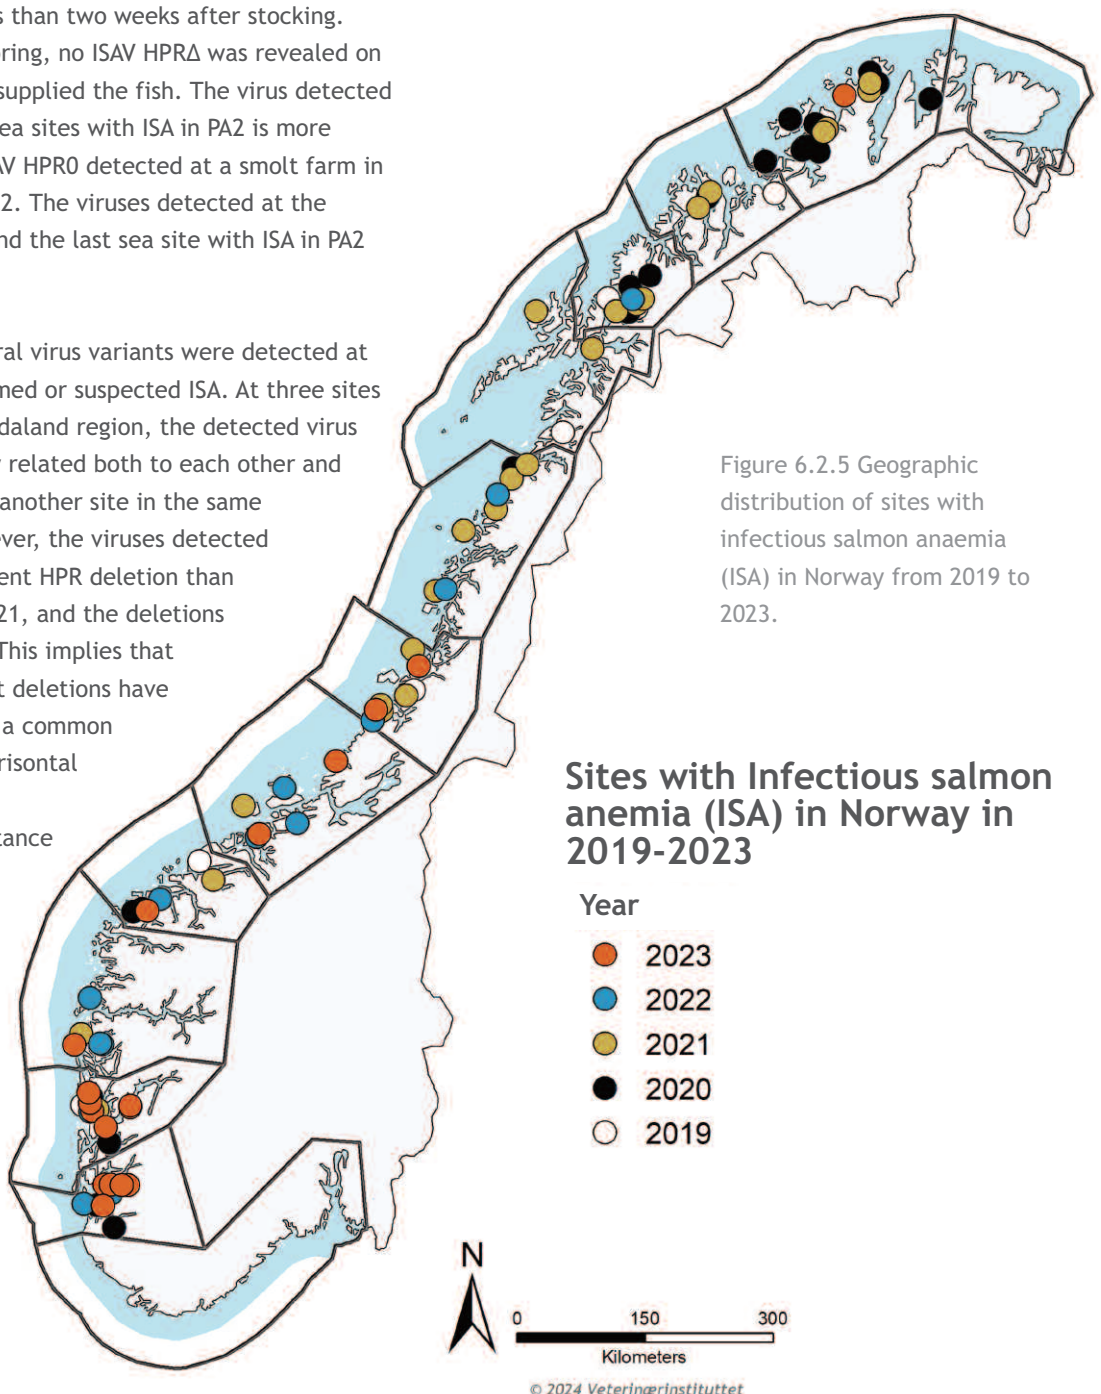 s than two weeks after stocking.
oring, no ISAV HPRΔ was revealed on
supplied the fish. The virus detected
ea sites with ISA in PA2 is more
AV HPR0 detected at a smolt farm in
2. The viruses detected at the
nd the last sea site with ISA in PA2
ral virus variants were detected at
med or suspected ISA. At three sites
daland region, the detected virus
related both to each other and
another site in the same
ever, the viruses detected
ent HPR deletion than
21, and the deletions
This implies that
t deletions have
a common
risontal
tance
Figure 6.2.5 Geographic
distribution of sites with
infectious salmon anaemia
(ISA) in Norway from 2019 to
2023.
Sites with Infectious salmon
anemia (ISA) in Norway in
2019-2023
Year
2023
2022
2021
2020
2019
N
0 150 300
Kilometers
© 2024 Veterinærinstituttet